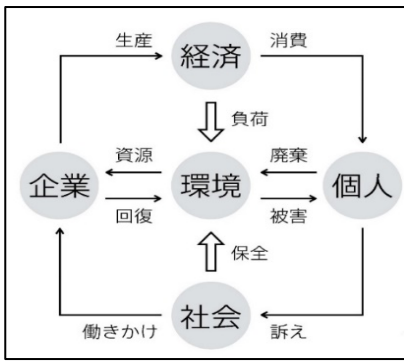 生産
経済
消費
負荷
資源
廃棄
企業
環境
個人
回復
被害
保全
社会
働きかけ
訴え